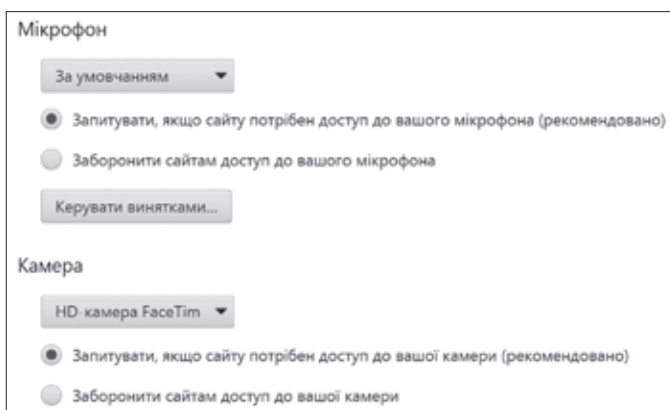 Мікрофон
За умовчанням
Запитувати, якщо сайту потрібен доступ до вашого мікрофона (рекомендовано)
Заборонити сайтам доступ до вашого мікрофона
Керувати винятками...
Камера
HD-камера FaceTim
Запитувати, якщо сайту потрібен доступ до вашої камери (рекомендовано)
Заборонити сайтам доступ до вашої камери